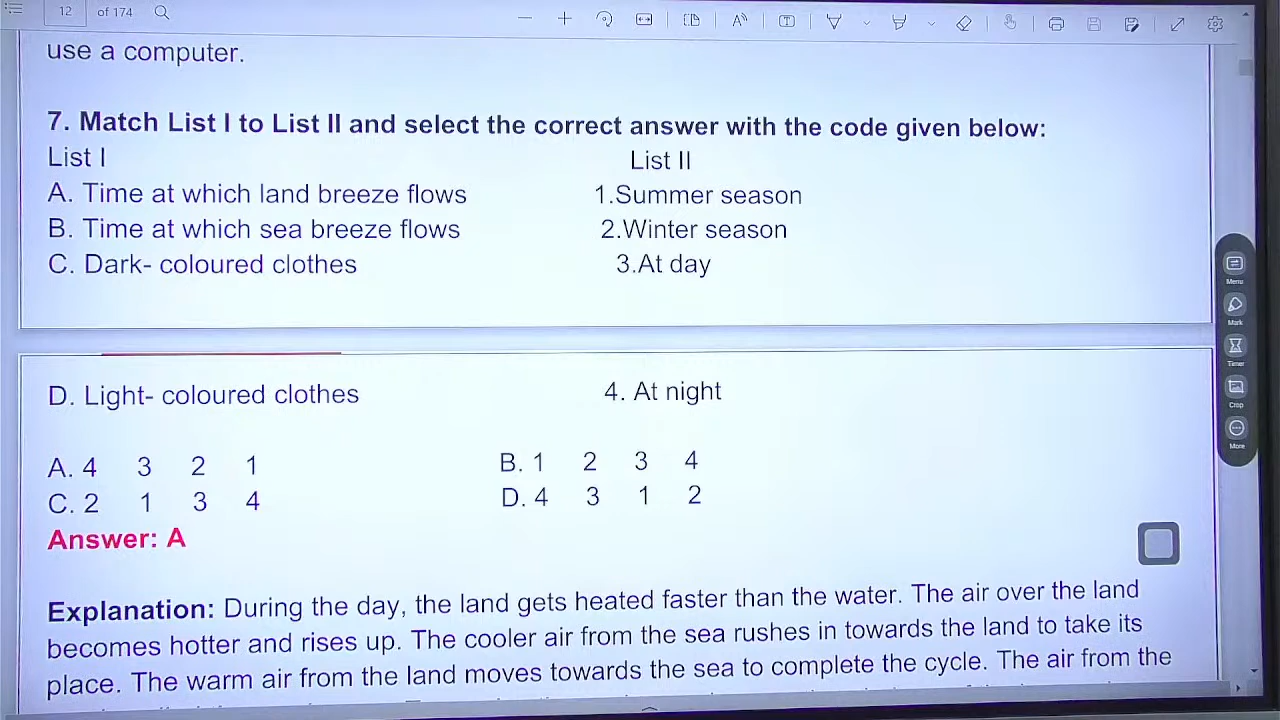 12 of 174
use a computer.
7. Match List I to List II and select the correct answer with the code given below:
List I List II
A. Time at which land breeze flows 1.Summer season
B. Time at which sea breeze flows 2.Winter season
C. Dark- coloured clothes 3.At day
D. Light- coloured clothes 4. At night
A. 4 3 2 1 B. 1 2 3 4
C. 2 1 3 4 D. 4 3 1 2
Answer: A
Explanation: During the day, the land gets heated faster than the water. The air over the land
becomes hotter and rises up. The cooler air from the sea rushes in towards the land to take its
place. The warm air from the land moves towards the sea to complete the cycle. The air from the
Menu
Mark
Timer
Crop
More